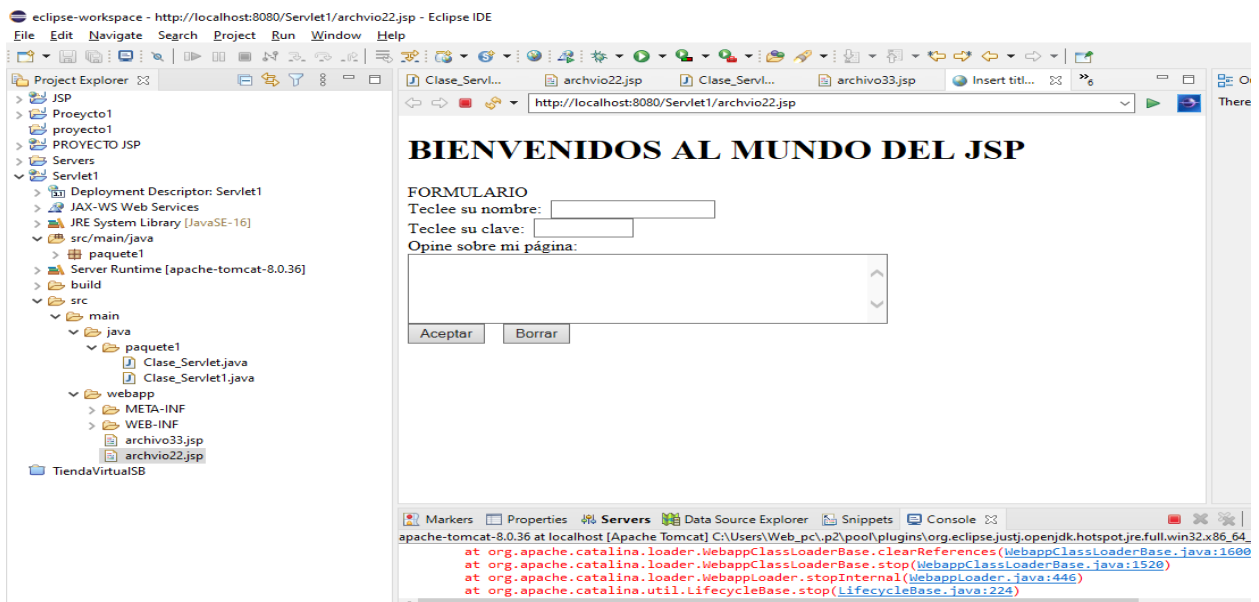 eclipse-workspace - http://localhost:8080/Servlet1/archvio22.jsp - Eclipse IDE
File Edit Navigate Search Project Run Window Help
Project Explorer
JSP
Proeycto1
proyecto1
PROYECTO JSP
Servers
Servlet1
Deployment Descriptor: Servlet1
JAX-WS Web Services
JRE System Library [JavaSE-16]
src/main/java
paquete1
Server Runtime [apache-tomcat-8.0.36]
build
src
main
java
paquete1
Clase_Servlet.java
Clase_Servlet1.java
webapp
META-INF
WEB-INF
archivo33.jsp
archvio22.jsp
TiendaVirtualSB
Clase_Servl... archvio22.jsp Clase_Servl... archivo33.jsp Insert titl... »6
http://localhost:8080/Servlet1/archvio22.jsp
BIENVENIDOS AL MUNDO DEL JSP
FORMULARIO
Teclee su nombre:
Teclee su clave:
Opine sobre mi página:
Aceptar Borrar
There
Markers Properties Servers Data Source Explorer Snippets Console
apache-tomcat-8.0.36 at localhost [Apache Tomcat] C:\Users\Web_pc\.p2\pool\plugins\org.eclipse.justj.openjdk.hotspot.jre.full.win32.x86_64_
at org.apache.catalina.loader.WebappClassLoaderBase.clearReferences(WebappClassLoaderBase.java:1600
at org.apache.catalina.loader.WebappClassLoaderBase.stop(WebappClassLoaderBase.java:1520)
at org.apache.catalina.loader.WebappLoader.stopInternal(WebappLoader.java:446)
at org.apache.catalina.util.LifecycleBase.stop(LifecycleBase.java:224)